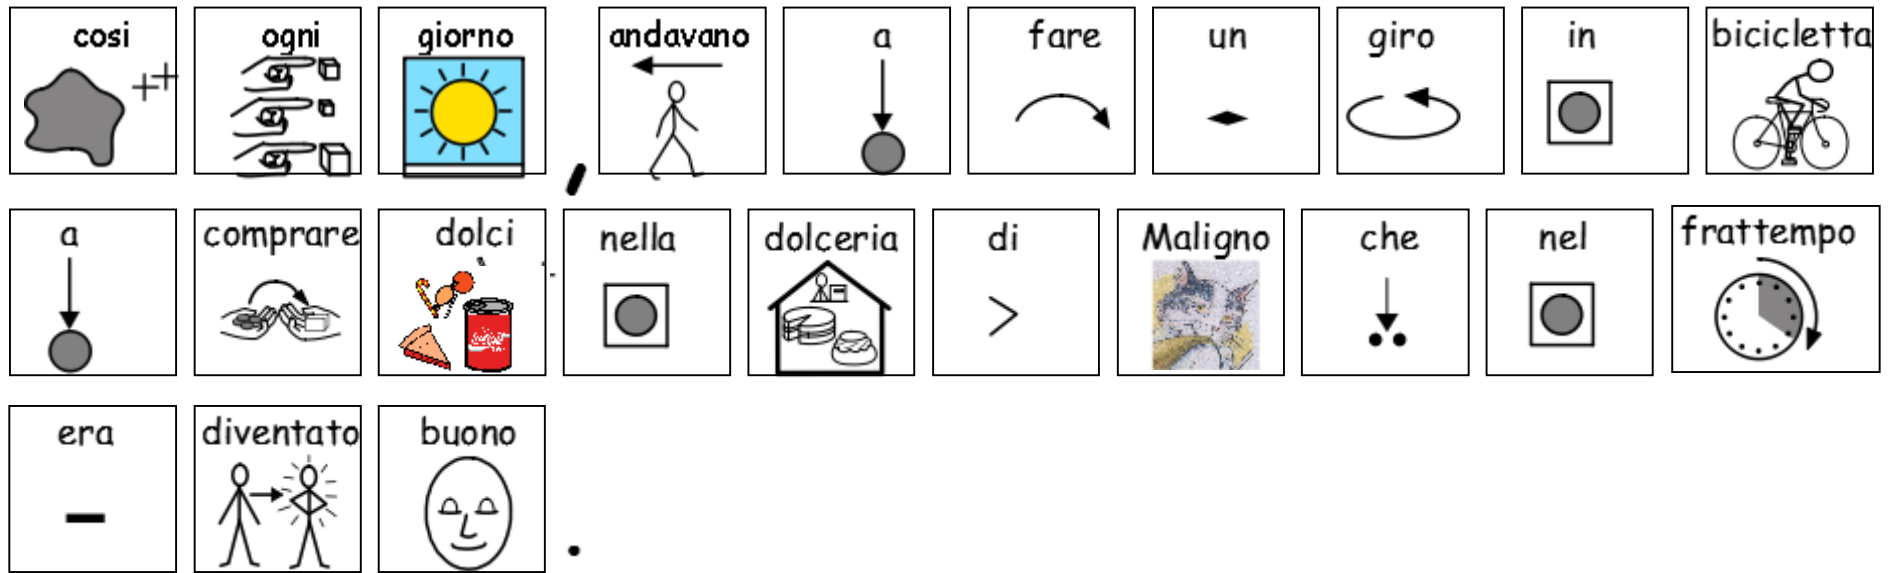 cosi ogni giorno , andavano a fare un giro in bicicletta
a comprare dolci nella dolceria di Maligno che nel frattempo
era diventato buono .